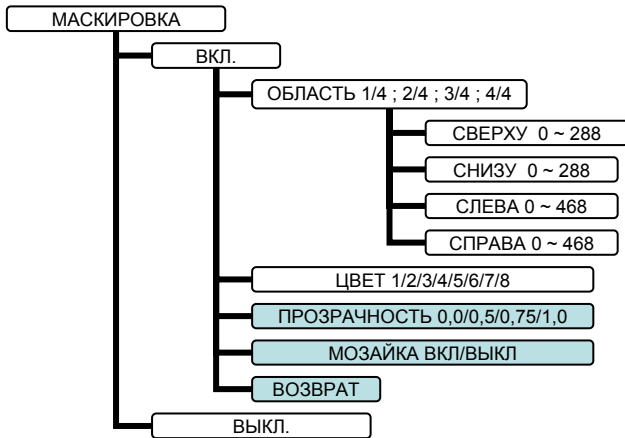 МАСКИРОВКА
ВКЛ.
ОБЛАСТЬ 1/4 ; 2/4 ; 3/4 ; 4/4
СВЕРХУ 0 ~ 288
СНИЗУ 0 ~ 288
СЛЕВА 0 ~ 468
СПРАВА 0 ~ 468
ЦВЕТ 1/2/3/4/5/6/7/8
ПРОЗРАЧНОСТЬ 0,0/0,5/0,75/1,0
МОЗАЙКА ВКЛ/ВЫКЛ
ВОЗВРАТ
ВЫКЛ.